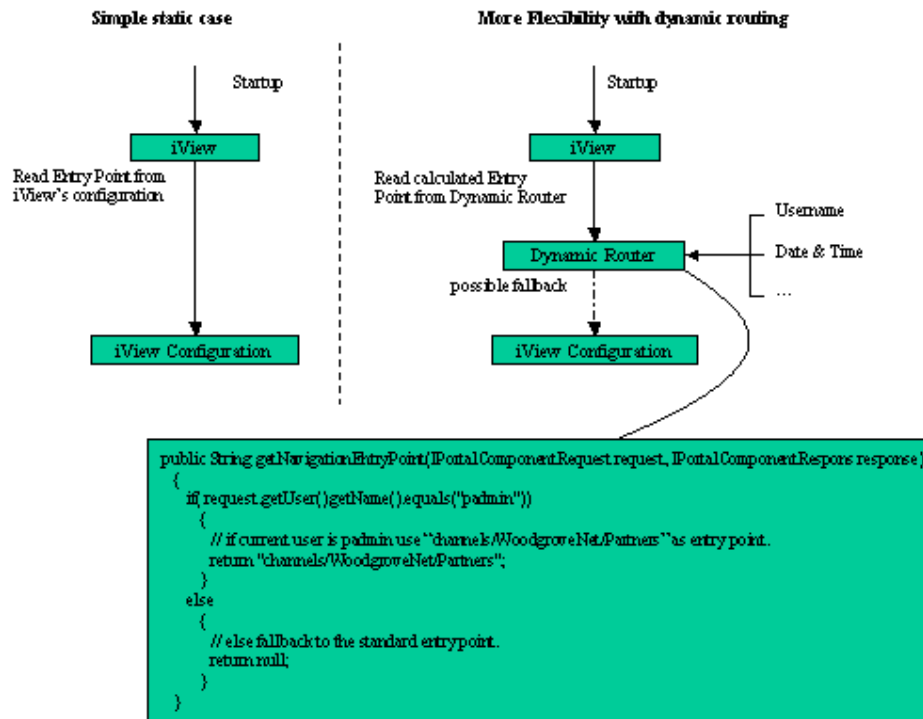 Simple static case
More Flexibility with dynamic routing
Startup
iView
Read Entry Point from
iView's configuration
iView Configuration
Startup
iView
Read calculated Entry
Point from Dynamic Router
Dynamic Router
Username
Date & Time
...
possible fallback
iView Configuration
public String getNavigationEntryPoint(IPortalComponentRequest request, IPortalComponentRespons response)
{
if( request.getUser()getName().equals("padmin"))
{
// if current user is padmin use "channels/WoodgroveNet/Partners" as entry point..
return "channels/WoodgroveNet/Partners";
}
else
{
// else fallback to the standard entry point..
return null;
}
}